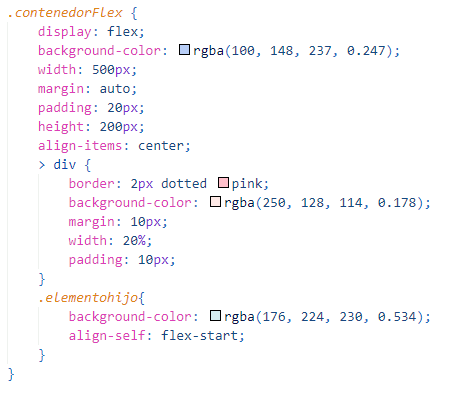 .contenedorFlex {
display: flex;
background-color: rgba(100, 148, 237, 0.247);
width: 500px;
margin: auto;
padding: 20px;
height: 200px;
align-items: center;
> div {
border: 2px dotted pink;
background-color: rgba(250, 128, 114, 0.178);
margin: 10px;
width: 20%;
padding: 10px;
}
.elementohijo{
background-color: rgba(176, 224, 230, 0.534);
align-self: flex-start;
}
}